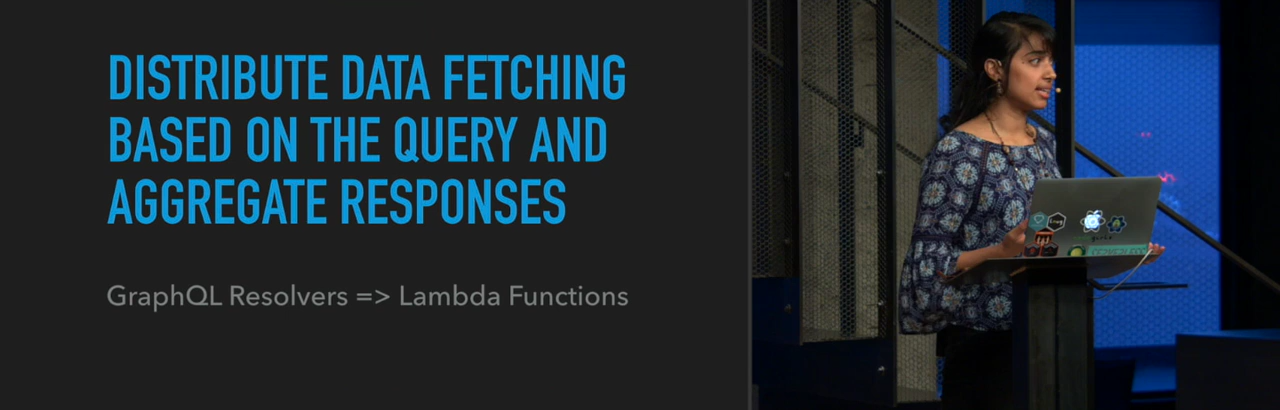 DISTRIBUTE DATA FETCHING
BASED ON THE QUERY AND
AGGREGATE RESPONSES
GraphQL Resolvers => Lambda Functions